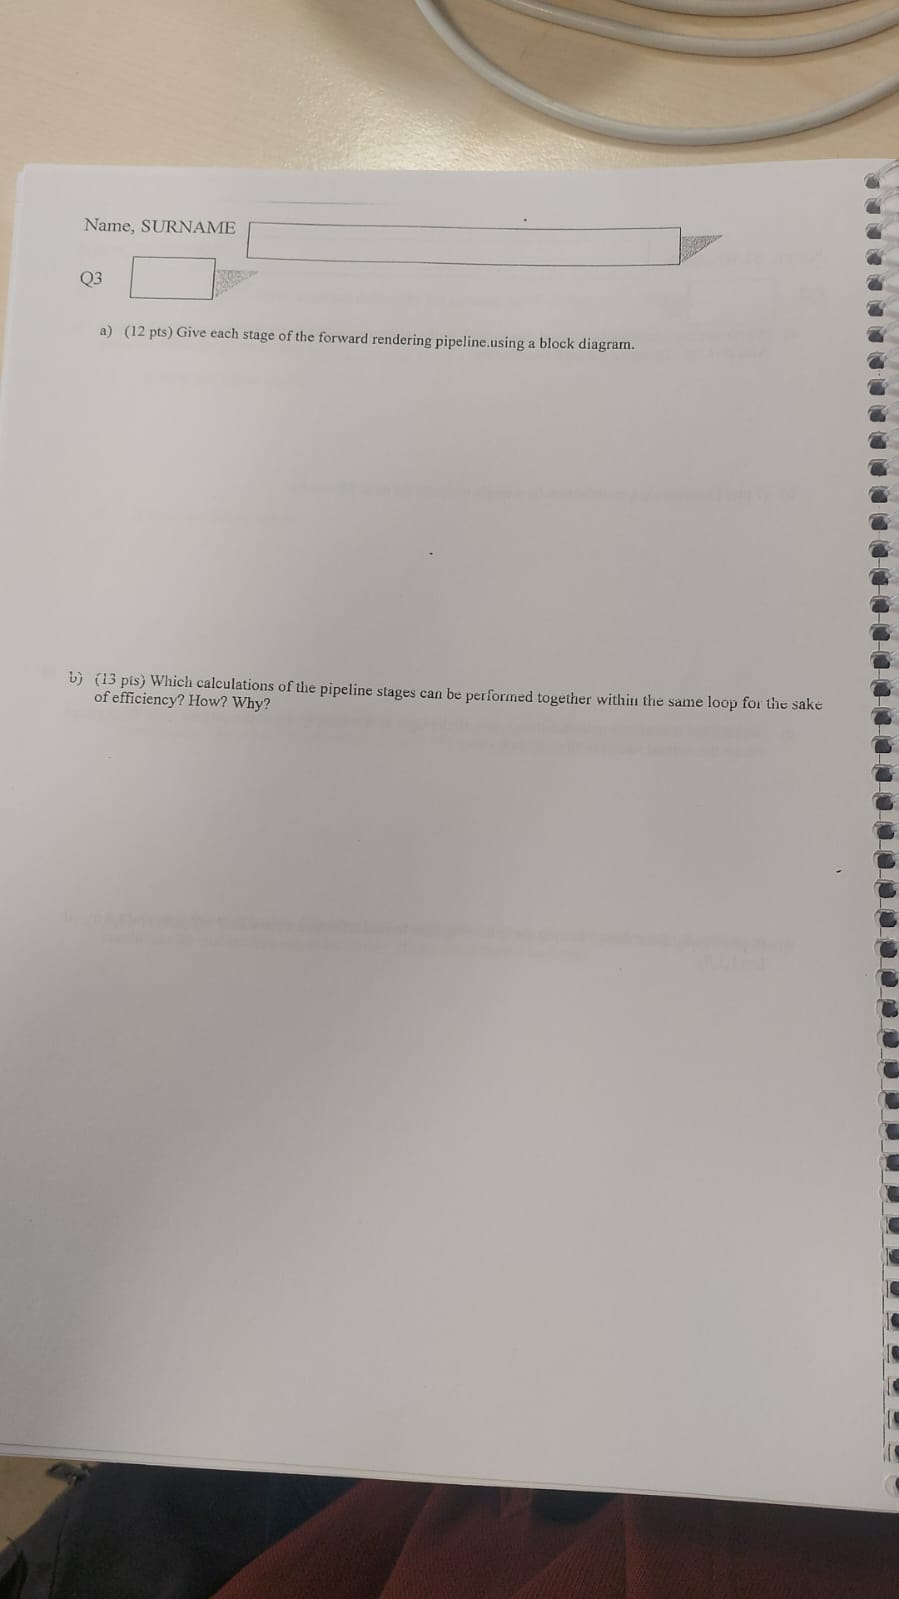 Name, SURNAME
Q3
a) (12 pts) Give each stage of the forward rendering pipeline.using a block diagram.
b) (13 pts) Which calculations of the pipeline stages can be performed together within the same loop for the sake
of efficiency? How? Why?